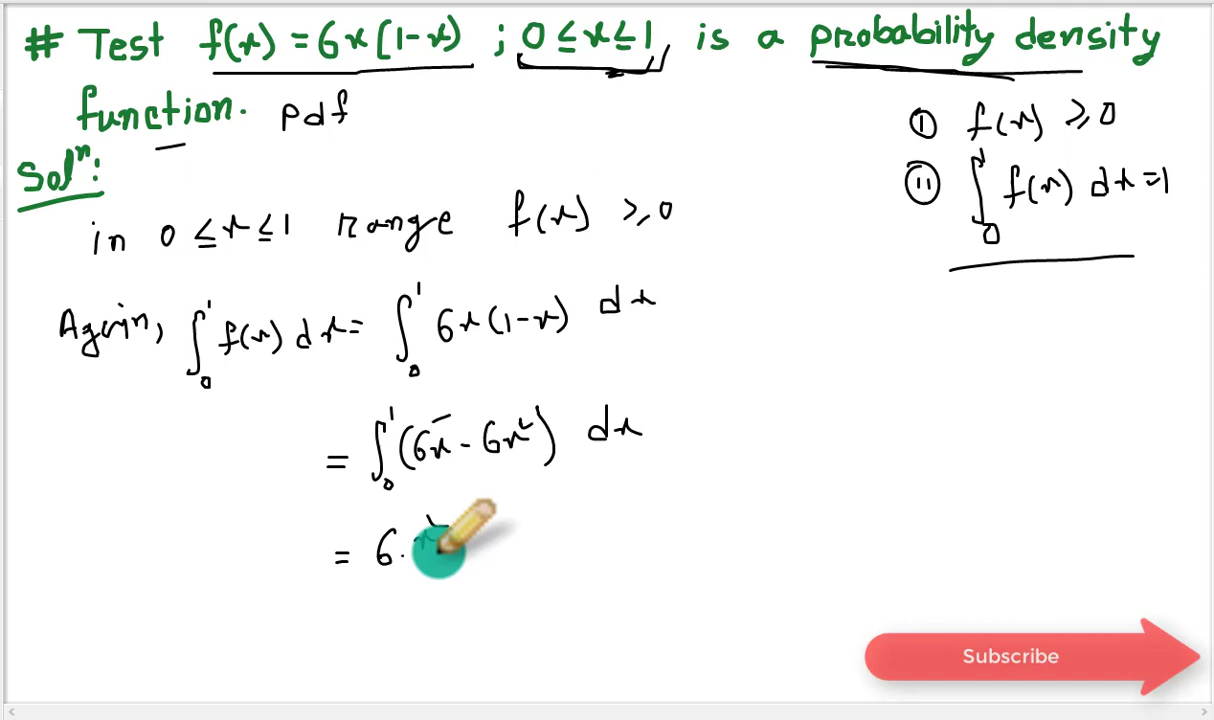 # Test f(x) = 6x(1-x) ; 0 ≤ x ≤ 1 is a probability density
function. pdf
① f(x) ≥ 0
Solⁿ:
⑪ ∫₀¹ f(x) dx = 1
in 0 ≤ x ≤ 1 range f(x) ≥ 0
Again, ∫₀¹ f(x) dx = ∫₀¹ 6x(1-x) dx
= ∫₀¹ (6x - 6x²) dx
= 6.
Subscribe